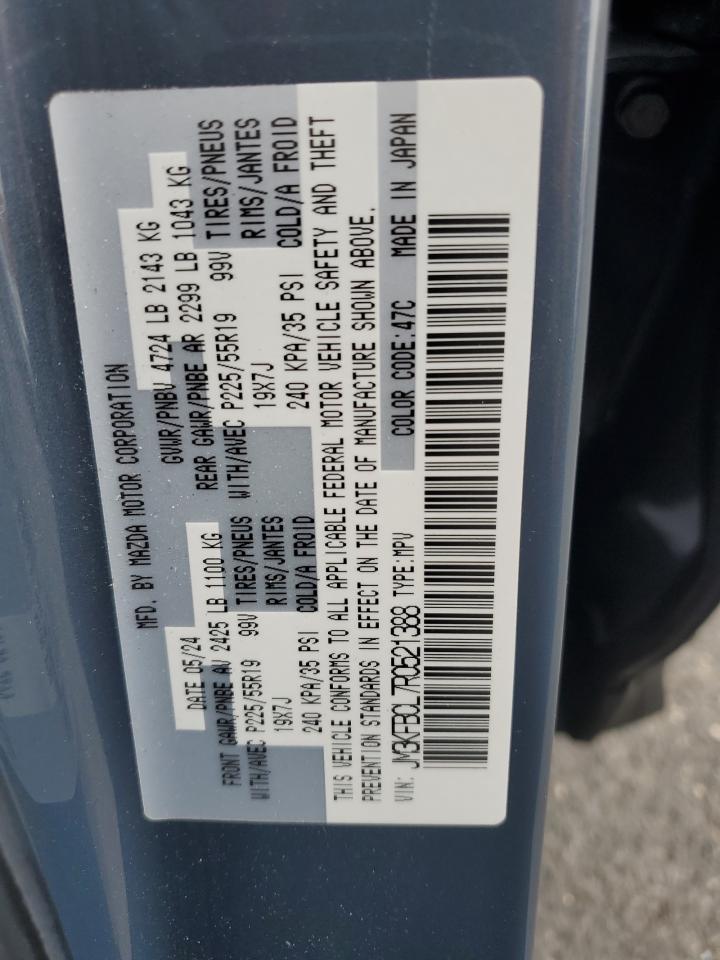 MFD. BY MAZDA MOTOR CORPORATION
DATE 05/24 GVWR/PNBV 4724 LB 2143 KG
FRONT GAWR/PNBE AV 2425 LB 1100 KG REAR GAWR/PNBE AR 2299 LB 1043 KG
WITH/AVEC P225/55R19 99V TIRES/PNEUS WITH/AVEC P225/55R19 99V TIRES/PNEUS
19X7J RIMS/JANTES 19X7J RIMS/JANTES
240 KPA/35 PSI COLD/A FROID 240 KPA/35 PSI COLD/A FROID
THIS VEHICLE CONFORMS TO ALL APPLICABLE FEDERAL MOTOR VEHICLE SAFETY AND THEFT
PREVENTION STANDARDS IN EFFECT ON THE DATE OF MANUFACTURE SHOWN ABOVE.
VIN: JM3KFBCL7R0521388 TYPE:MPV COLOR CODE:47C MADE IN JAPAN